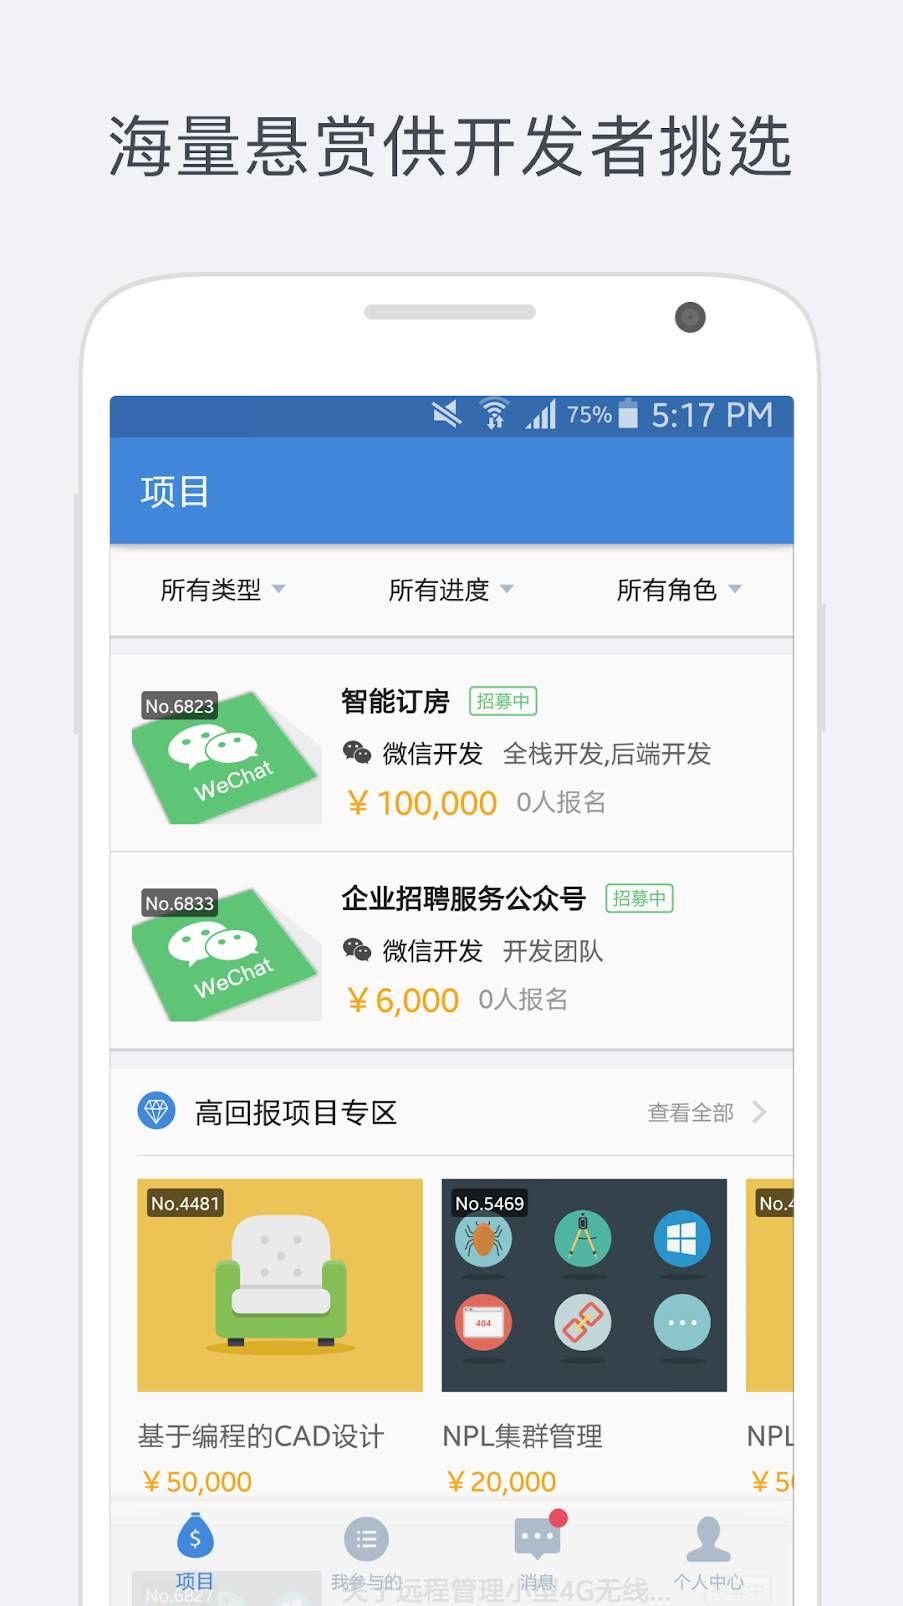 海量悬赏供开发者挑选
75% 5:17 PM
项目
所有类型 所有进度 所有角色
No.6823
WeChat
智能订房 招募中
微信开发 全栈开发,后端开发
¥100,000 0人报名
No.6833
WeChat
企业招聘服务公众号 招募中
微信开发 开发团队
¥6,000 0人报名
高回报项目专区 查看全部
No.4481
No.5469
404
No.4
基于编程的CAD设计
NPL集群管理
NPL
¥50,000
¥20,000
¥50
项目 我参与的 消息 个人中心
No.6827
关于远程管理小型4G无线...